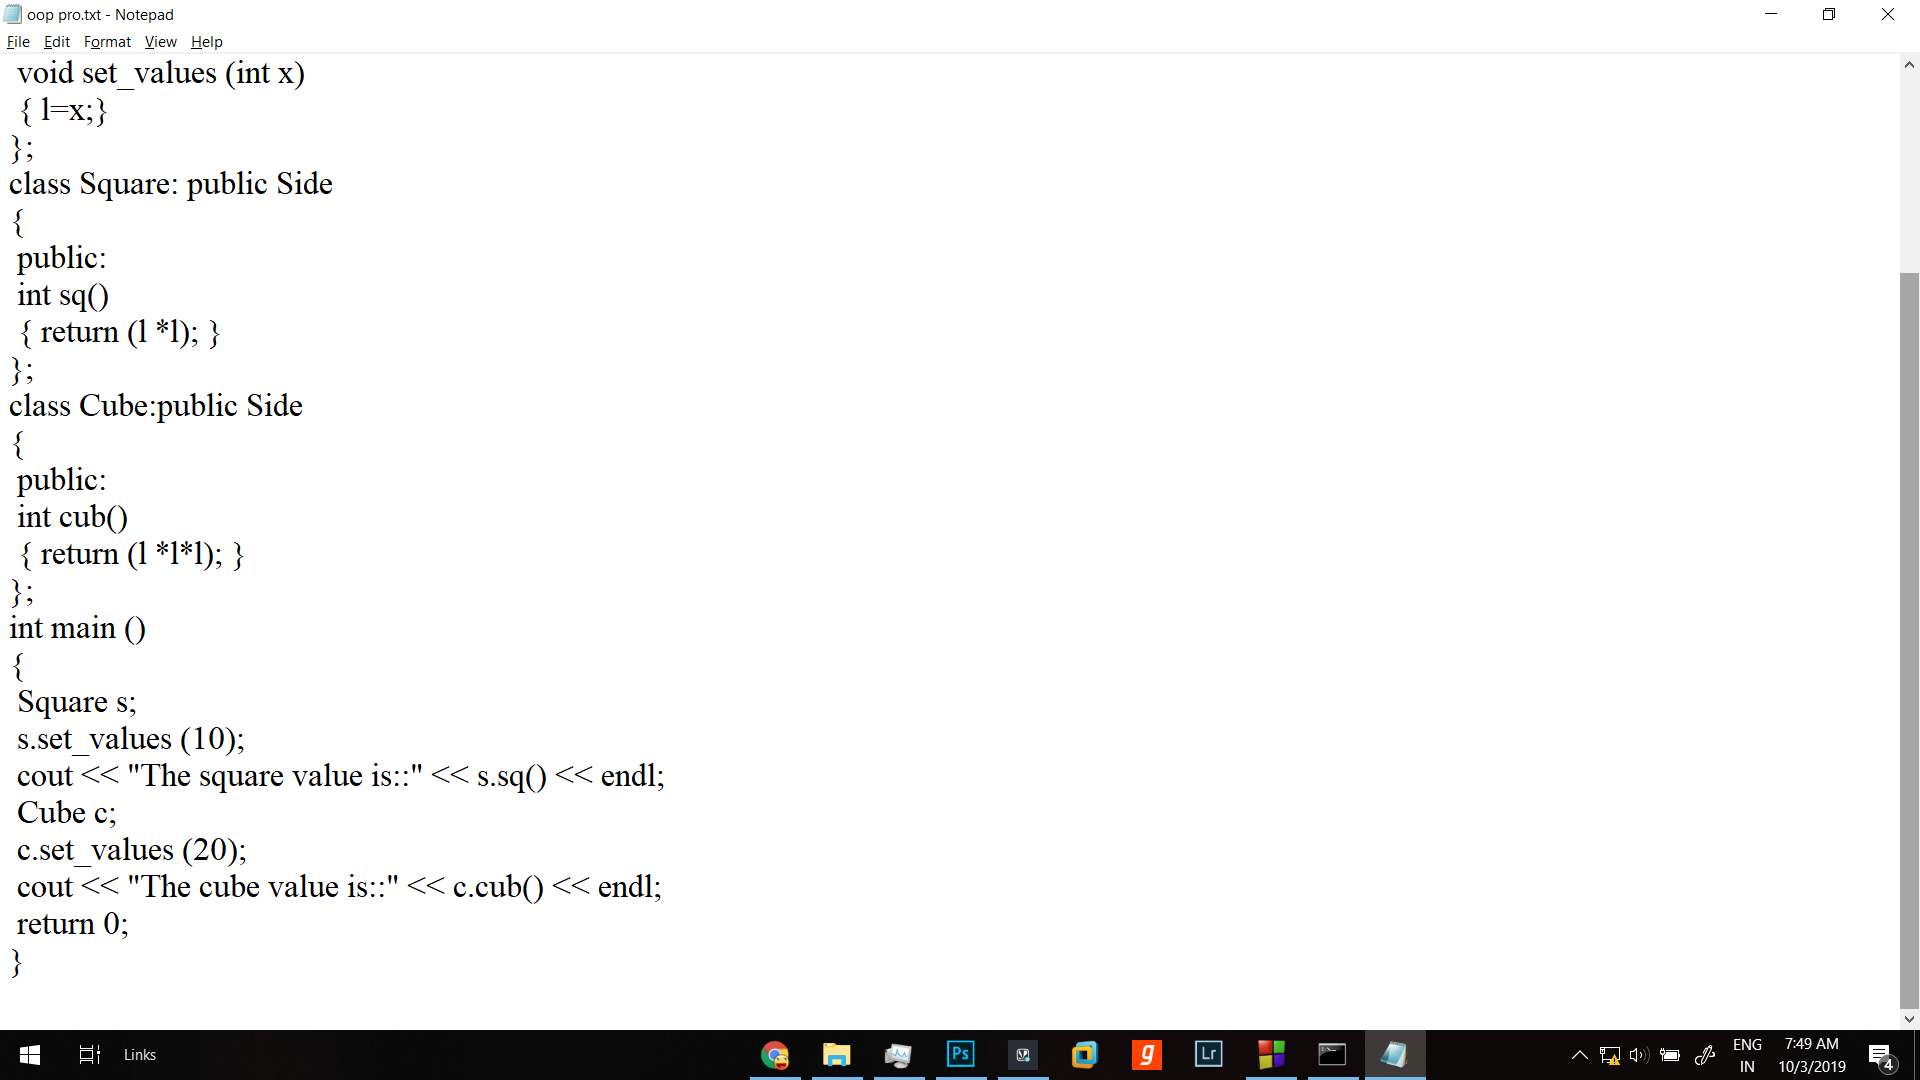 oop pro.txt - Notepad
File Edit Format View Help
void set_values (int x)
{ l=x;}
};
class Square: public Side
{
public:
int sq()
{ return (l *l); }
};
class Cube:public Side
{
public:
int cub()
{ return (l *l*l); }
};
int main ()
{
Square s;
s.set_values (10);
cout << "The square value is::" << s.sq() << endl;
Cube c;
c.set_values (20);
cout << "The cube value is::" << c.cub() << endl;
return 0;
}
Links Ps g Lr ENG 7:49 AM
IN 10/3/2019 4